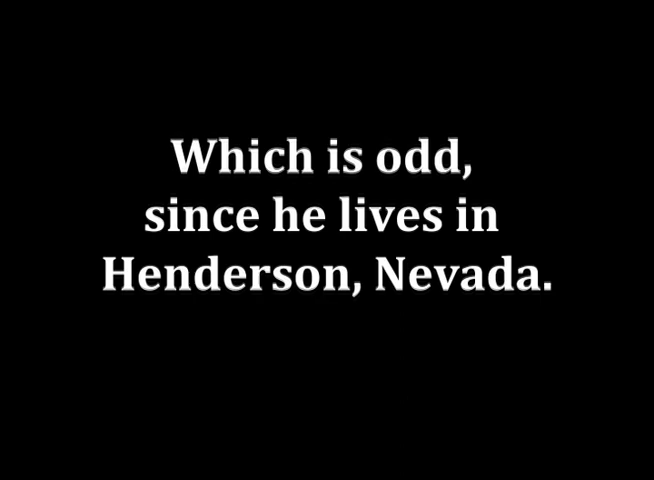 Which is odd,
since he lives in
Henderson, Nevada.